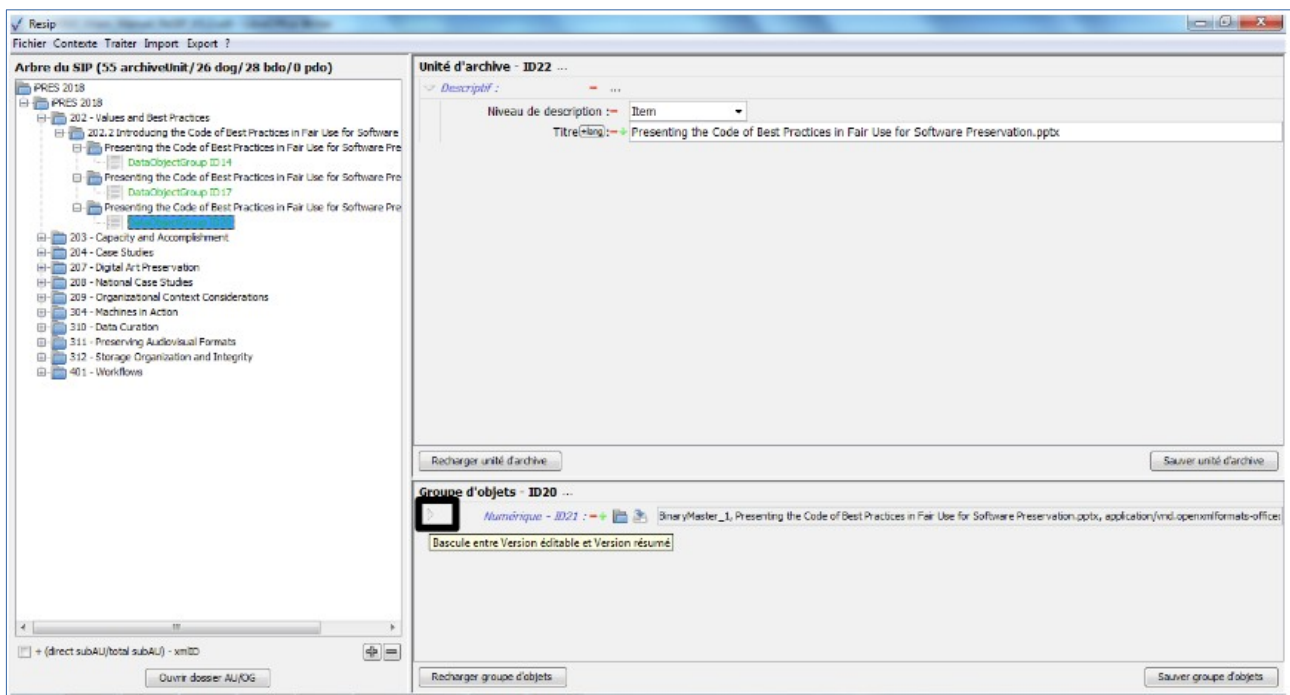 Resip
Fichier Contexte Traiter Import Export ?
Arbre du SIP (55 archiveUnit/26 dog/28 bdo/0 pdo)
iPRES 2018
iPRES 2018
202 - Values and Best Practices
202.2 Introducing the Code of Best Practices in Fair Use for Software
Presenting the Code of Best Practices in Fair Use for Software Pre
DataObjectGroup ID14
Presenting the Code of Best Practices in Fair Use for Software Pre
DataObjectGroup ID17
Presenting the Code of Best Practices in Fair Use for Software Pre
203 - Capacity and Accomplishment
204 - Case Studies
207 - Digital Art Preservation
208 - National Case Studies
209 - Organizational Context Considerations
304 - Machines in Action
310 - Data Curation
311 - Preserving Audiovisual Formats
312 - Storage Organization and Integrity
401 - Workflows
+ (direct subAU/total subAU) - xmlID
Ouvrir dossier AU/OG
Unité d'archive - ID22 ...
Descriptif : - ...
Niveau de description :- Item
Titre +lang :-+ Presenting the Code of Best Practices in Fair Use for Software Preservation.pptx
Recharger unité d'archive
Sauver unité d'archive
Groupe d'objets - ID20 ...
Numérique - ID21 : -+ BinaryMaster_1, Presenting the Code of Best Practices in Fair Use for Software Preservation.pptx, application/vnd.openxmlformats-officed
Bascule entre Version éditable et Version résumé
Recharger groupe d'objets
Sauver groupe d'objets